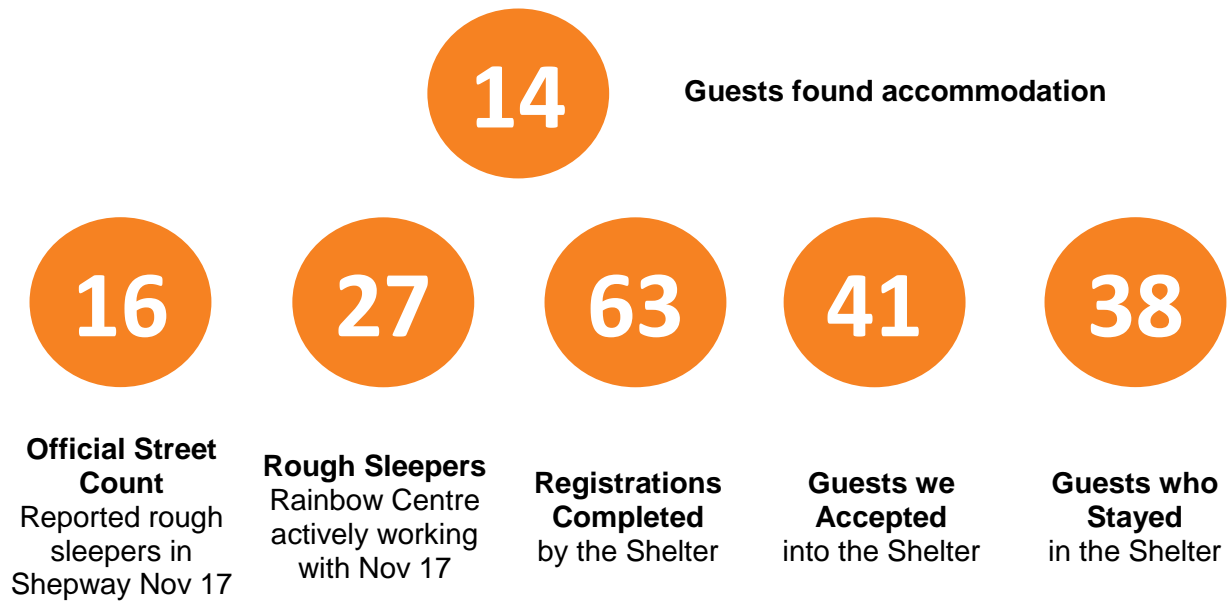 14
Guests found accommodation
16
27
63
41
38
Official Street
Count
Reported rough
sleepers in
Shepway Nov 17
Rough Sleepers
Rainbow Centre
actively working
with Nov 17
Registrations
Completed
by the Shelter
Guests we
Accepted
into the Shelter
Guests who
Stayed
in the Shelter